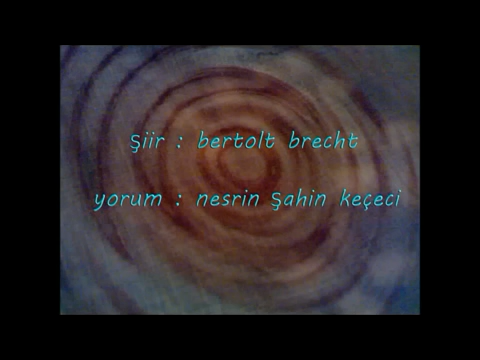 şiir : bertolt brecht
yorum : nesrin şahin keçeci